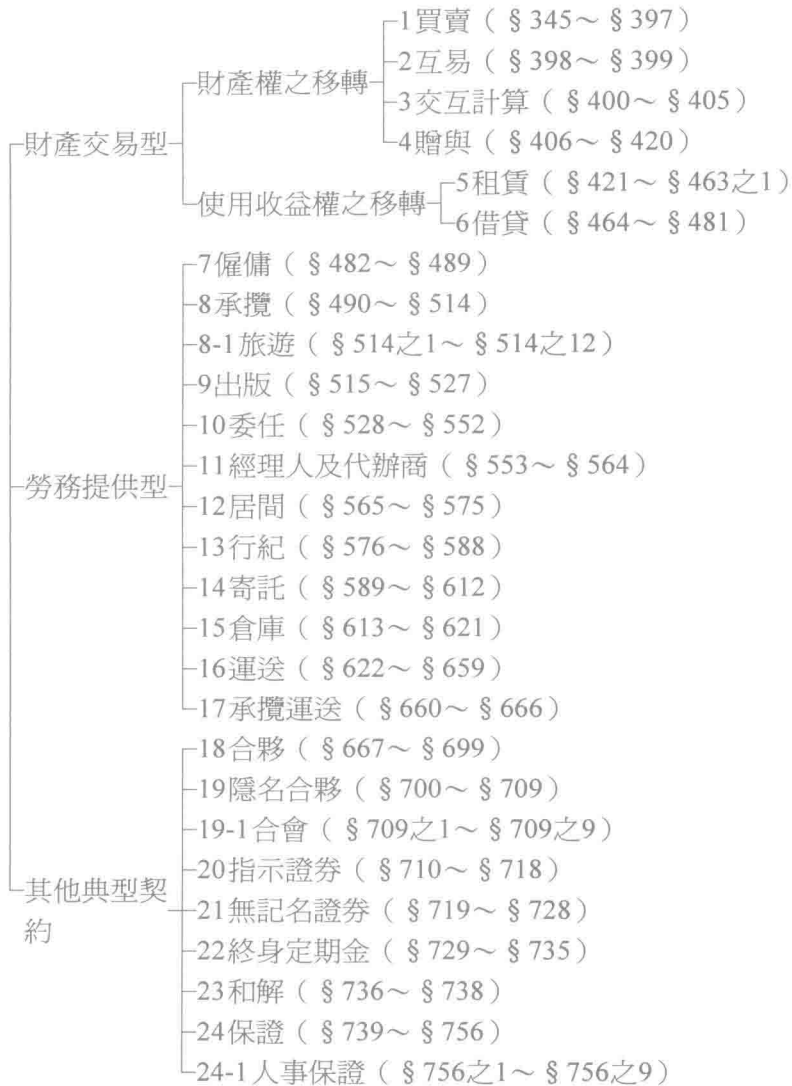 1買賣（§345～§397）
2互易（§398～§399）
財產權之移轉
3交互計算（§400～§405）
4贈與（§406～§420）
財產交易型
5租賃（§421～§463之1）
使用收益權之移轉
6借貸（§464～§481）
7僱傭（§482～§489）
8承攬（§490～§514）
8-1旅遊（§514之1～§514之12）
9出版（§515～§527）
10委任（§528～§552）
11經理人及代辦商（§553～§564）
勞務提供型
12居間（§565～§575）
13行紀（§576～§588）
14寄託（§589～§612）
15倉庫（§613～§621）
16運送（§622～§659）
17承攬運送（§660～§666）
18合夥（§667～§699）
19隱名合夥（§700～§709）
19-1合會（§709之1～§709之9）
20指示證券（§710～§718）
其他典型契
約
21無記名證券（§719～§728）
22終身定期金（§729～§735）
23和解（§736～§738）
24保證（§739～§756）
24-1人事保證（§756之1～§756之9）